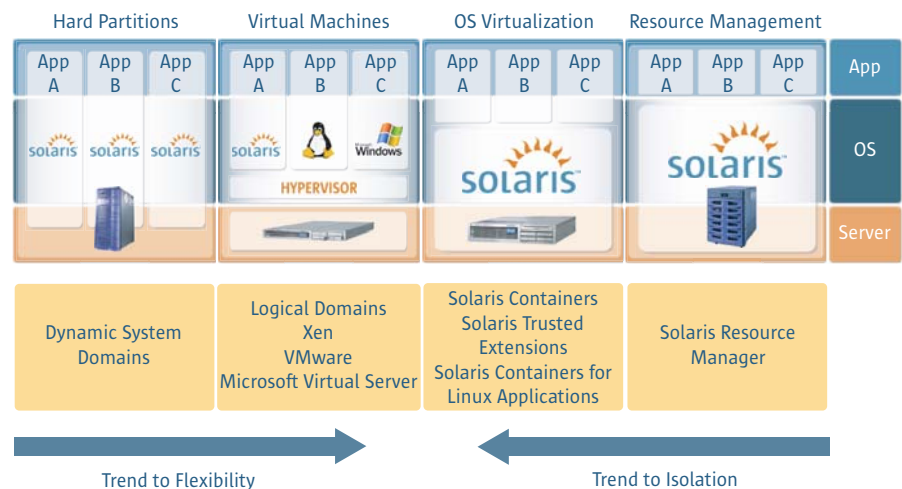 Hard Partitions
Virtual Machines
OS Virtualization
Resource Management
App A
App B
App C
App A
App B
App C
App A
App B
App C
App A
App B
App C
App
solaris
solaris
solaris
solaris
Microsoft
Windows
HYPERVISOR
solaris
solaris
OS
Server
Dynamic System
Domains
Logical Domains
Xen
VMware
Microsoft Virtual Server
Solaris Containers
Solaris Trusted
Extensions
Solaris Containers for
Linux Applications
Solaris Resource
Manager
Trend to Flexibility
Trend to Isolation